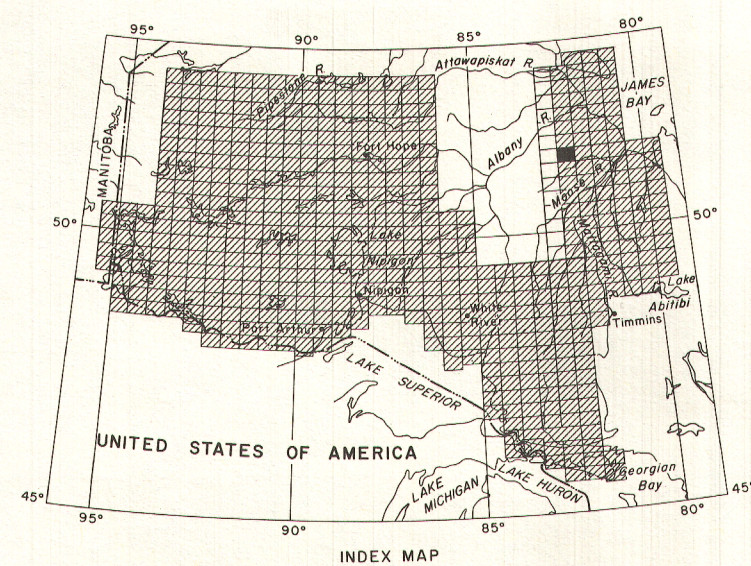 95°
90°
85°
80°
Attawapiskat R.
Pipestone R.
JAMES
BAY
MANITOBA
Fort Hope
Albany R.
Moose R.
50°
50°
Lake
Nipigon
Mattagami R.
Nipigon
Lake
Abitibi
White
River
Timmins
Port Arthur
LAKE SUPERIOR
UNITED STATES OF AMERICA
Georgian
Bay
LAKE HURON
LAKE
MICHIGAN
45°
45°
95°
90°
85°
80°
INDEX MAP